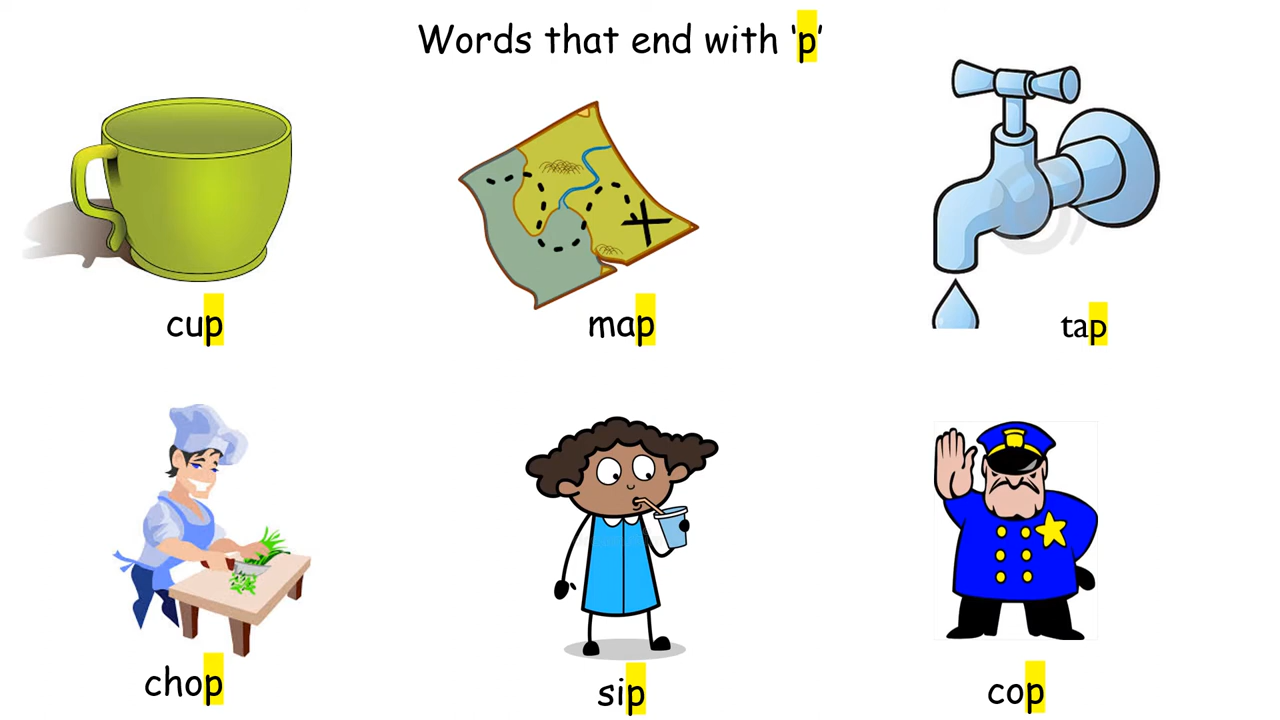 Words that end with ‘p’
cup
map
tap
chop
sip
cop